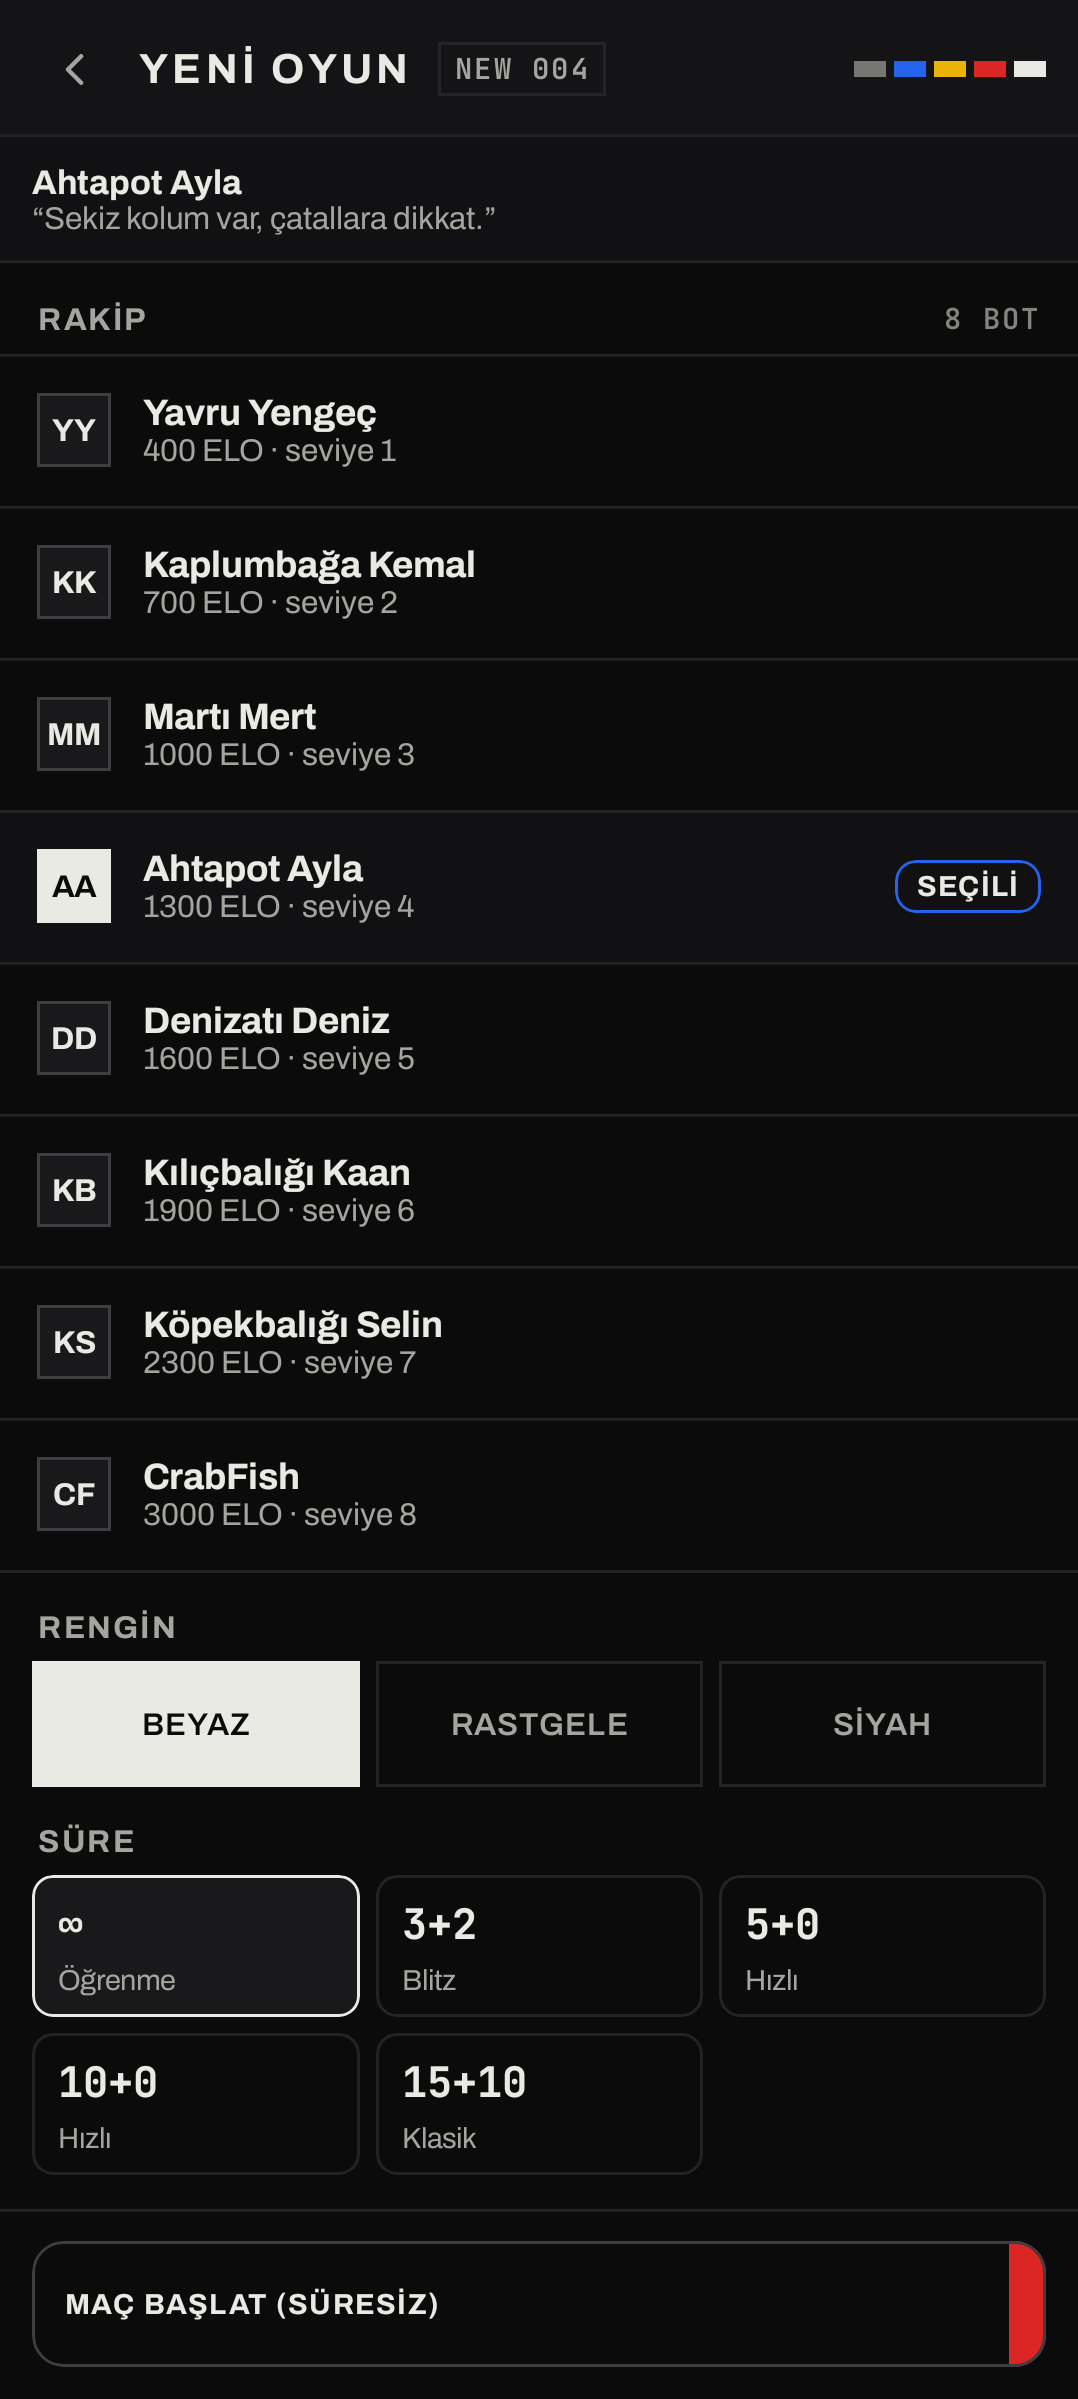 YENİ OYUN NEW 004
Ahtapot Ayla
“Sekiz kolum var, çatallara dikkat.”
RAKİP 8 BOT
YY Yavru Yengeç
400 ELO · seviye 1
KK Kaplumbağa Kemal
700 ELO · seviye 2
MM Martı Mert
1000 ELO · seviye 3
AA Ahtapot Ayla SEÇİLİ
1300 ELO · seviye 4
DD Denizatı Deniz
1600 ELO · seviye 5
KB Kılıçbalığı Kaan
1900 ELO · seviye 6
KS Köpekbalığı Selin
2300 ELO · seviye 7
CF CrabFish
3000 ELO · seviye 8
RENGİN
BEYAZ RASTGELE SİYAH
SÜRE
∞ 3+2 5+0
Öğrenme Blitz Hızlı
10+0 15+10
Hızlı Klasik
MAÇ BAŞLAT (SÜRESİZ)